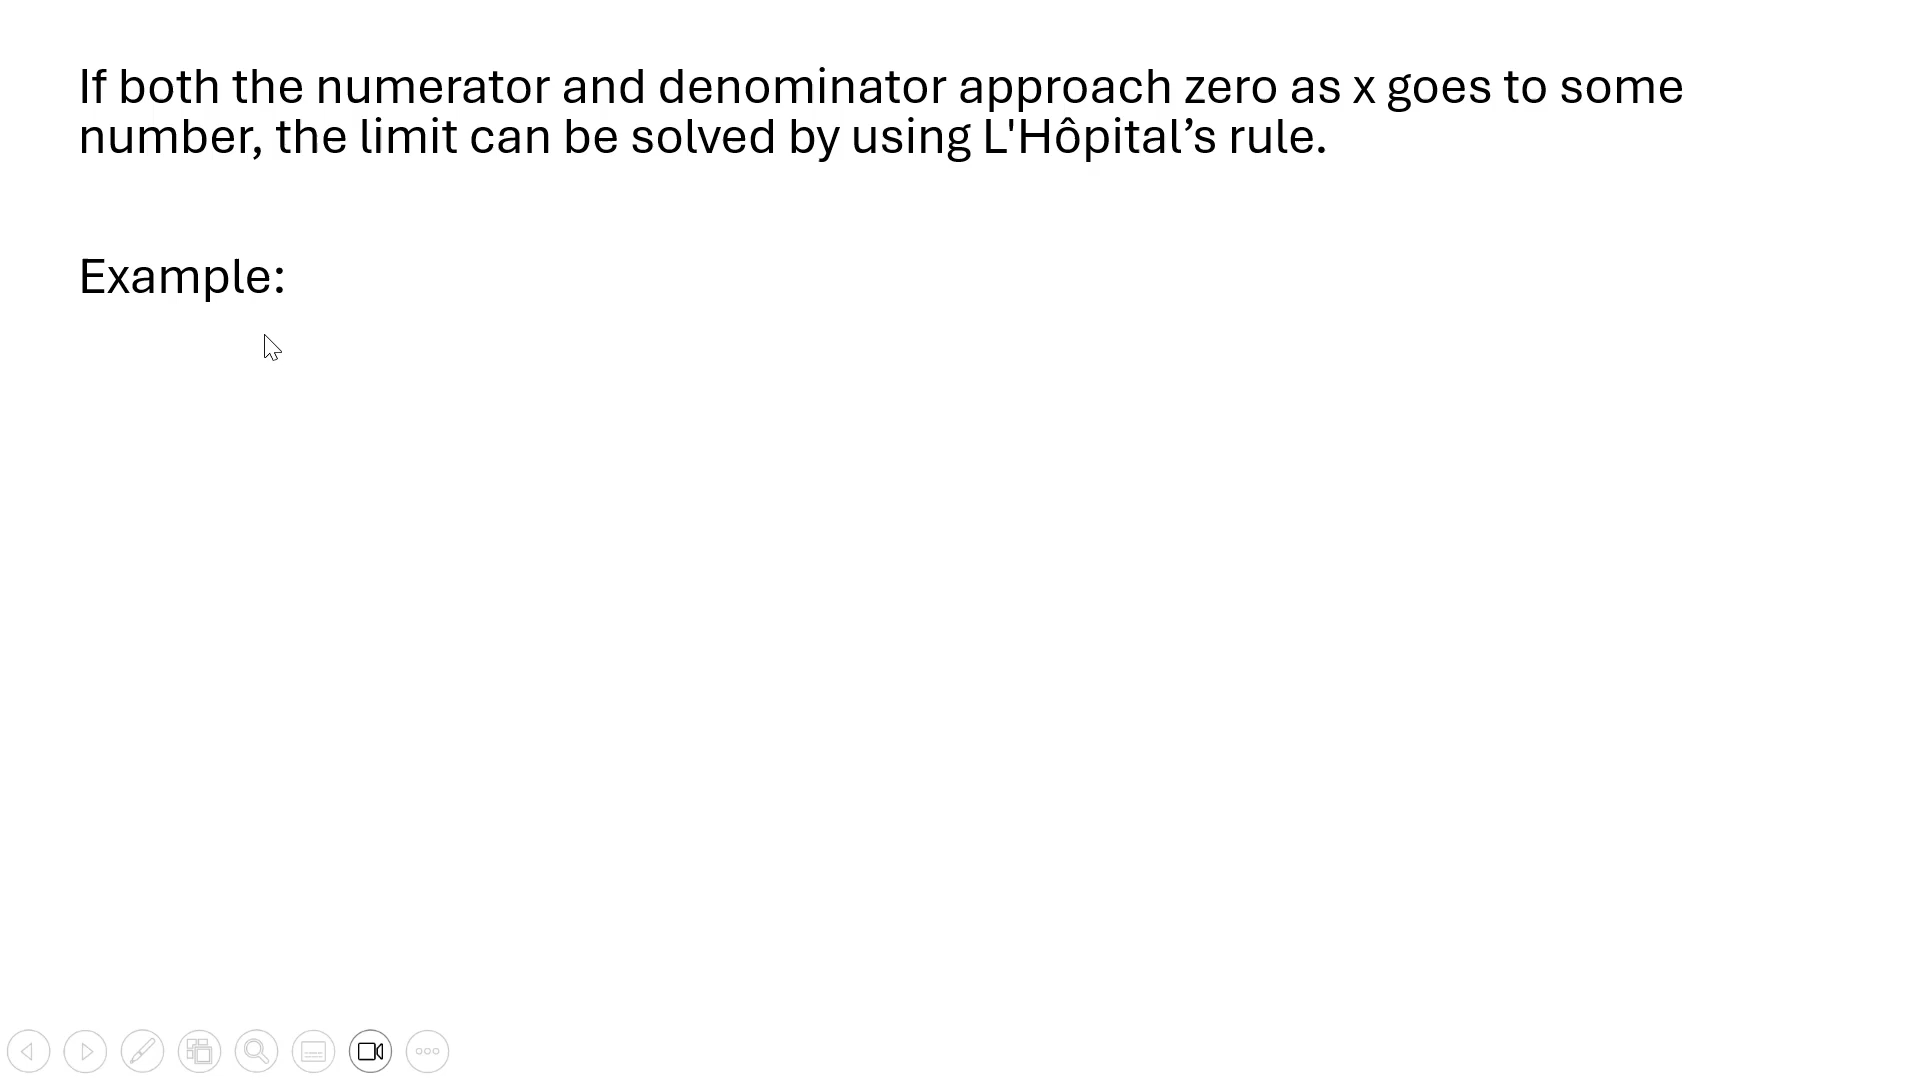 If both the numerator and denominator approach zero as x goes to some
number, the limit can be solved by using L'Hôpital’s rule.
Example: